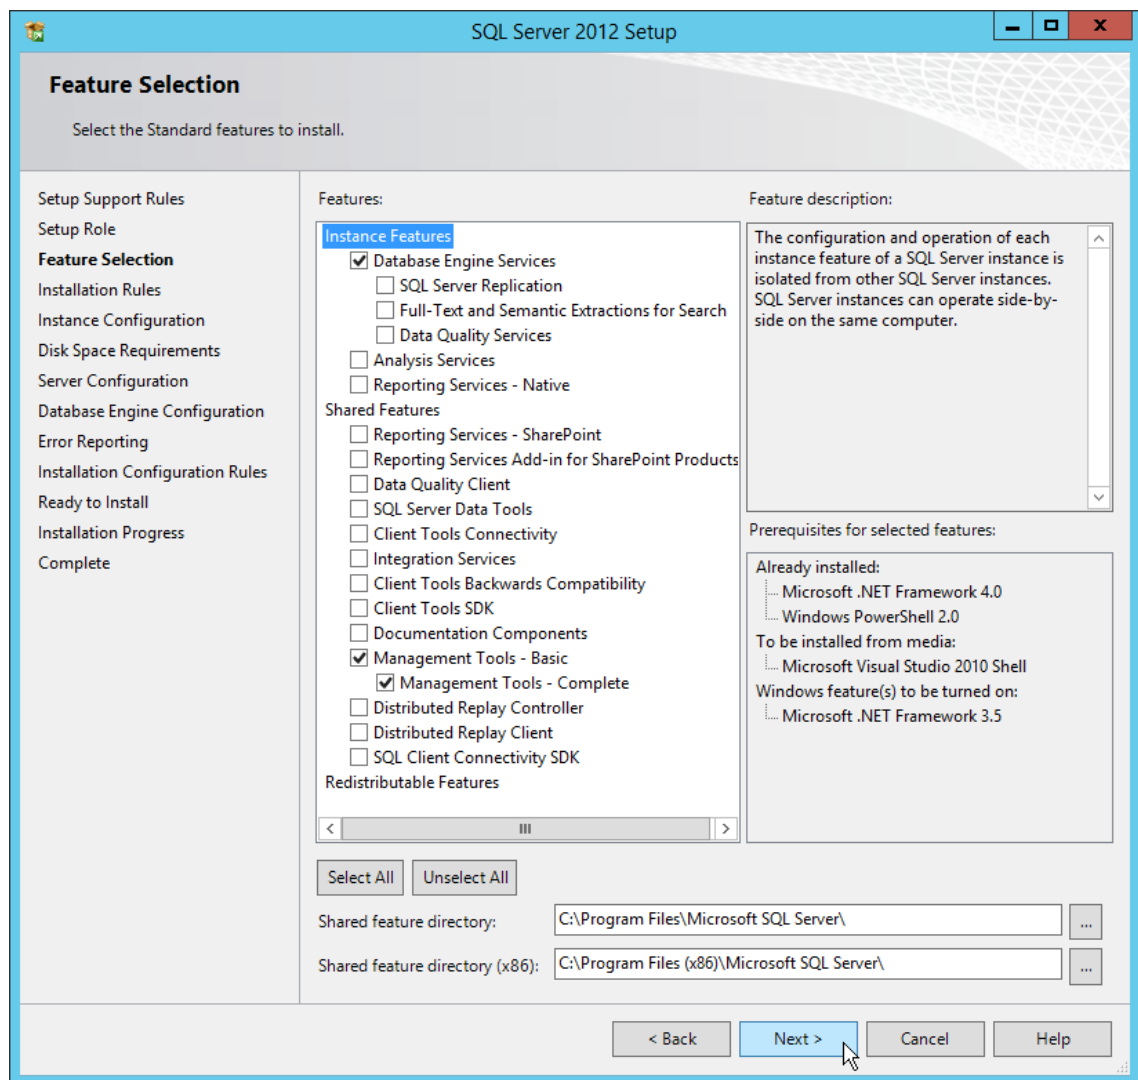 SQL Server 2012 Setup
Feature Selection
Select the Standard features to install.
Setup Support Rules
Setup Role
Feature Selection
Installation Rules
Instance Configuration
Disk Space Requirements
Server Configuration
Database Engine Configuration
Error Reporting
Installation Configuration Rules
Ready to Install
Installation Progress
Complete
Features:
Instance Features
Database Engine Services
SQL Server Replication
Full-Text and Semantic Extractions for Search
Data Quality Services
Analysis Services
Reporting Services - Native
Shared Features
Reporting Services - SharePoint
Reporting Services Add-in for SharePoint Products
Data Quality Client
SQL Server Data Tools
Client Tools Connectivity
Integration Services
Client Tools Backwards Compatibility
Client Tools SDK
Documentation Components
Management Tools - Basic
Management Tools - Complete
Distributed Replay Controller
Distributed Replay Client
SQL Client Connectivity SDK
Redistributable Features
Select All
Unselect All
Feature description:
The configuration and operation of each
instance feature of a SQL Server instance is
isolated from other SQL Server instances.
SQL Server instances can operate side-by-
side on the same computer.
Prerequisites for selected features:
Already installed:
Microsoft .NET Framework 4.0
Windows PowerShell 2.0
To be installed from media:
Microsoft Visual Studio 2010 Shell
Windows feature(s) to be turned on:
Microsoft .NET Framework 3.5
Shared feature directory:
C:\Program Files\Microsoft SQL Server\
...
Shared feature directory (x86):
C:\Program Files (x86)\Microsoft SQL Server\
...
< Back
Next >
Cancel
Help